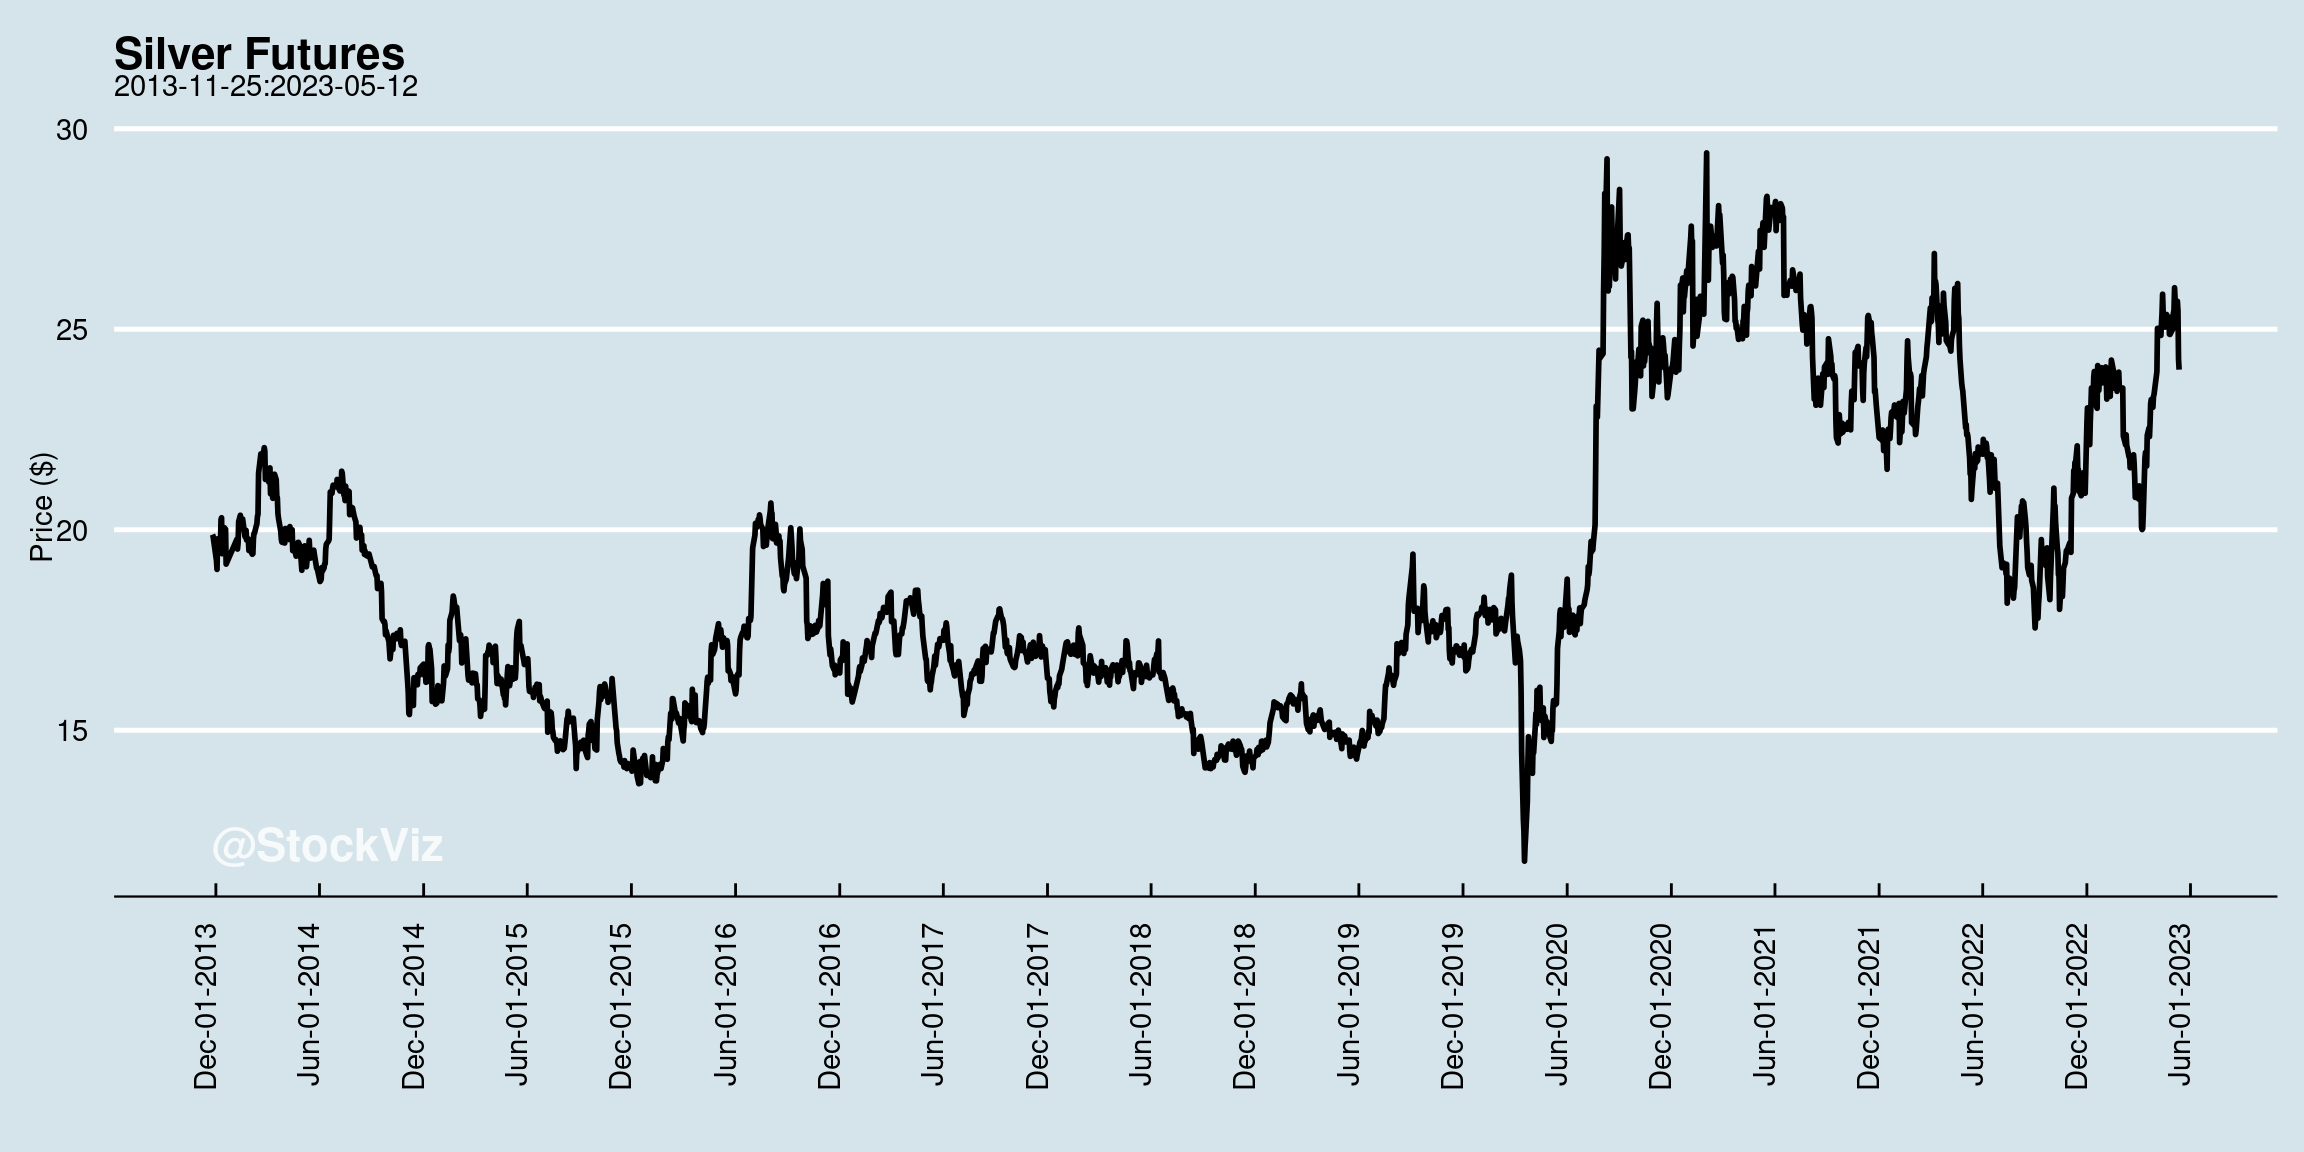 Silver Futures
2013-11-25:2023-05-12
Price ($)
30
25
20
15
@StockViz
Dec-01-2013
Jun-01-2014
Dec-01-2014
Jun-01-2015
Dec-01-2015
Jun-01-2016
Dec-01-2016
Jun-01-2017
Dec-01-2017
Jun-01-2018
Dec-01-2018
Jun-01-2019
Dec-01-2019
Jun-01-2020
Dec-01-2020
Jun-01-2021
Dec-01-2021
Jun-01-2022
Dec-01-2022
Jun-01-2023